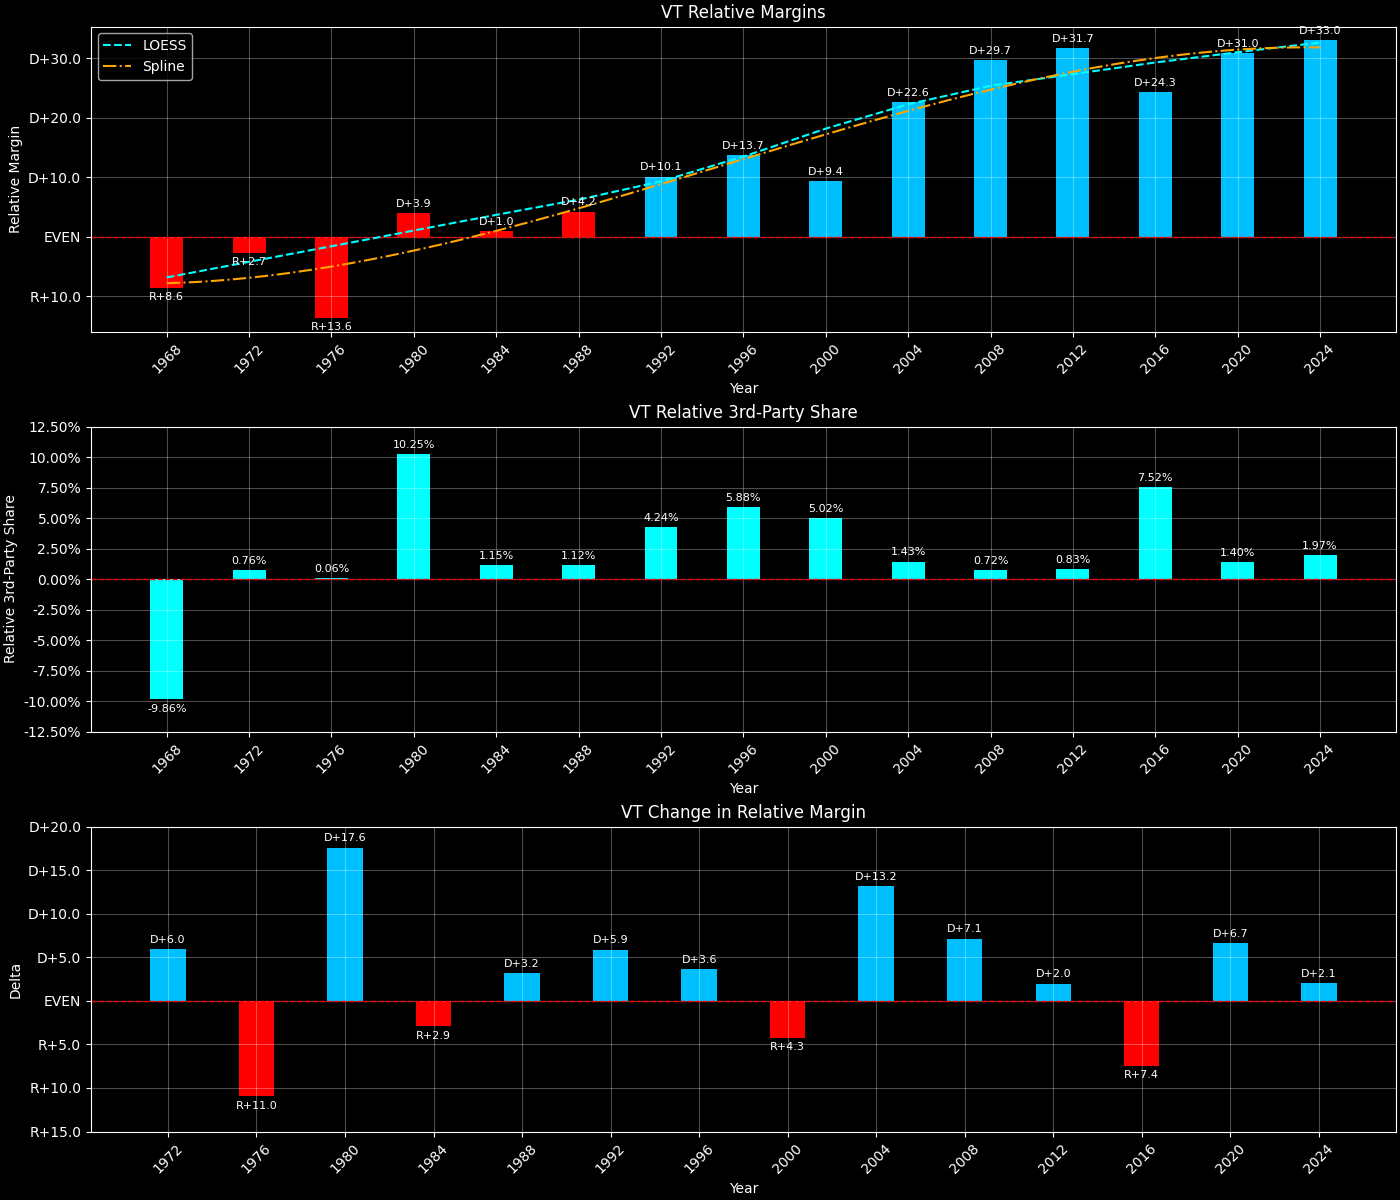 VT Relative Margins
LOESS
Spline
Relative Margin
D+30.0
D+20.0
D+10.0
EVEN
R+10.0
R+8.6
R+2.7
R+13.6
D+3.9
D+1.0
D+4.2
D+10.1
D+13.7
D+9.4
D+22.6
D+29.7
D+31.7
D+24.3
D+31.0
D+33.0
1968 1972 1976 1980 1984 1988 1992 1996 2000 2004 2008 2012 2016 2020 2024
Year
VT Relative 3rd-Party Share
Relative 3rd-Party Share
12.50%
10.00%
7.50%
5.00%
2.50%
0.00%
-2.50%
-5.00%
-7.50%
-10.00%
-12.50%
-9.86%
0.76%
0.06%
10.25%
1.15%
1.12%
4.24%
5.88%
5.02%
1.43%
0.72%
0.83%
7.52%
1.40%
1.97%
1968 1972 1976 1980 1984 1988 1992 1996 2000 2004 2008 2012 2016 2020 2024
Year
VT Change in Relative Margin
Delta
D+20.0
D+15.0
D+10.0
D+5.0
EVEN
R+5.0
R+10.0
R+15.0
D+6.0
R+11.0
D+17.6
R+2.9
D+3.2
D+5.9
D+3.6
R+4.3
D+13.2
D+7.1
D+2.0
R+7.4
D+6.7
D+2.1
1972 1976 1980 1984 1988 1992 1996 2000 2004 2008 2012 2016 2020 2024
Year